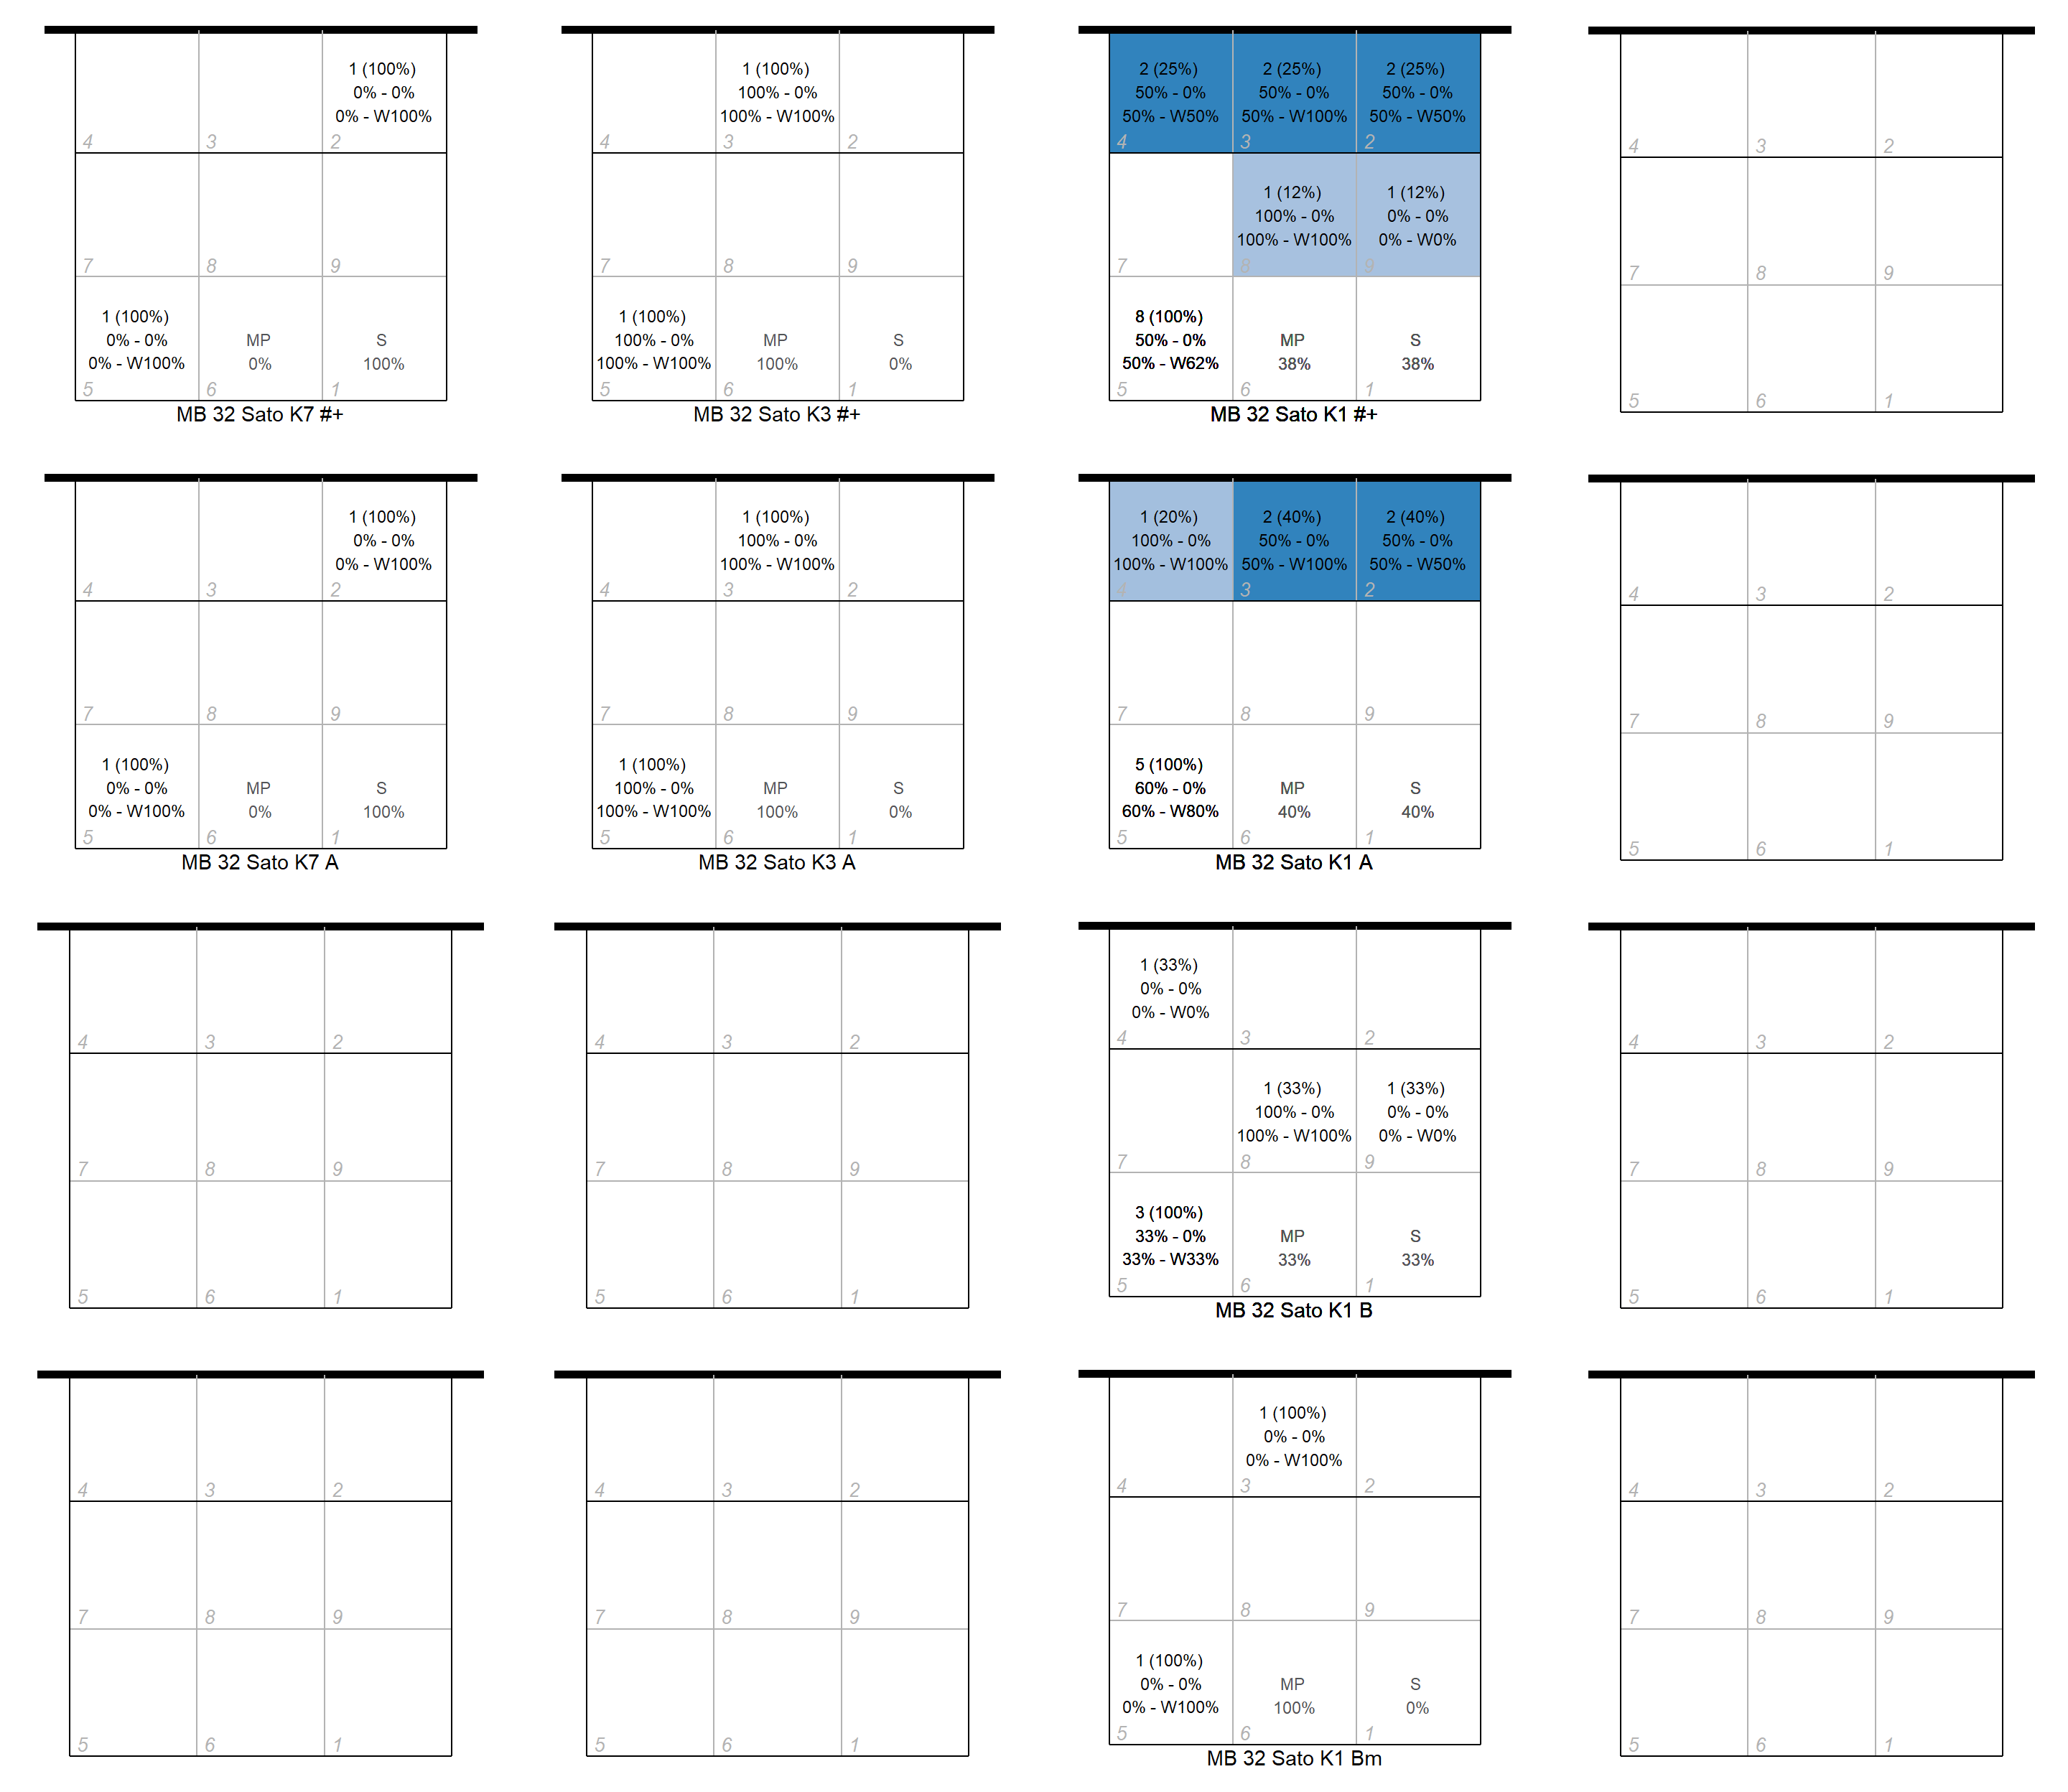 1 (100%)
0% - 0%
0% - W100%
4 3 2
7 8 9
1 (100%)
0% - 0%
0% - W100%
MP
0%
S
100%
5 6 1
MB 32 Sato K7 #+
1 (100%)
100% - 0%
100% - W100%
4 3 2
7 8 9
1 (100%)
100% - 0%
100% - W100%
MP
100%
S
0%
5 6 1
MB 32 Sato K3 #+
2 (25%)
50% - 0%
50% - W50%
2 (25%)
50% - 0%
50% - W100%
2 (25%)
50% - 0%
50% - W50%
4 3 2
1 (12%)
100% - 0%
100% - W100%
1 (12%)
0% - 0%
0% - W0%
7 8 9
8 (100%)
50% - 0%
50% - W62%
MP
38%
S
38%
5 6 1
MB 32 Sato K1 #+
4 3 2
7 8 9
5 6 1
1 (100%)
0% - 0%
0% - W100%
4 3 2
7 8 9
1 (100%)
0% - 0%
0% - W100%
MP
0%
S
100%
5 6 1
MB 32 Sato K7 A
1 (100%)
100% - 0%
100% - W100%
4 3 2
7 8 9
1 (100%)
100% - 0%
100% - W100%
MP
100%
S
0%
5 6 1
MB 32 Sato K3 A
1 (20%)
100% - 0%
100% - W100%
2 (40%)
50% - 0%
50% - W100%
2 (40%)
50% - 0%
50% - W50%
4 3 2
7 8 9
5 (100%)
60% - 0%
60% - W80%
MP
40%
S
40%
5 6 1
MB 32 Sato K1 A
4 3 2
7 8 9
5 6 1
4 3 2
7 8 9
5 6 1
4 3 2
7 8 9
5 6 1
1 (33%)
0% - 0%
0% - W0%
4 3 2
1 (33%)
100% - 0%
100% - W100%
1 (33%)
0% - 0%
0% - W0%
7 8 9
3 (100%)
33% - 0%
33% - W33%
MP
33%
S
33%
5 6 1
MB 32 Sato K1 B
4 3 2
7 8 9
5 6 1
4 3 2
7 8 9
5 6 1
4 3 2
7 8 9
5 6 1
1 (100%)
0% - 0%
0% - W100%
4 3 2
7 8 9
1 (100%)
0% - 0%
0% - W100%
MP
100%
S
0%
5 6 1
MB 32 Sato K1 Bm
4 3 2
7 8 9
5 6 1